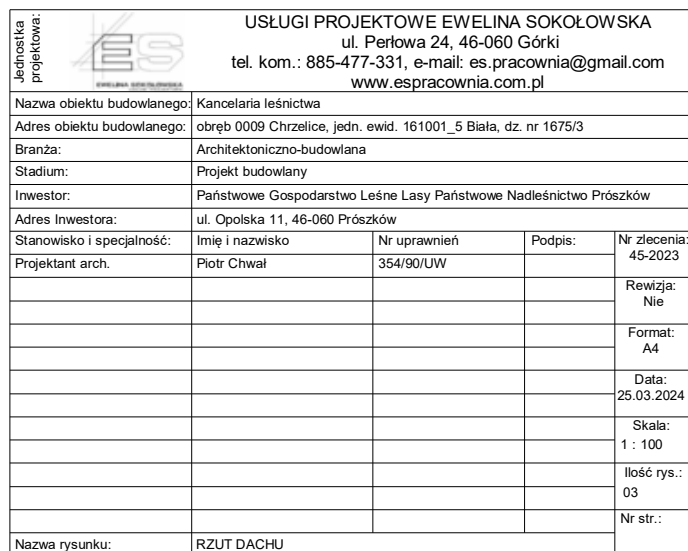 Jednostka projektowa:
ES
EWELINA SOKOŁOWSKA
USŁUGI PROJEKTOWE EWELINA SOKOŁOWSKA
ul. Perłowa 24, 46-060 Górki
tel. kom.: 885-477-331, e-mail: es.pracownia@gmail.com
www.espracownia.com.pl
Nazwa obiektu budowlanego: Kancelaria leśnictwa
Adres obiektu budowlanego: obręb 0009 Chrzelice, jedn. ewid. 161001_5 Biała, dz. nr 1675/3
Branża: Architektoniczno-budowlana
Stadium: Projekt budowlany
Inwestor: Państwowe Gospodarstwo Leśne Lasy Państwowe Nadleśnictwo Prószków
Adres Inwestora: ul. Opolska 11, 46-060 Prószków
Stanowisko i specjalność: Imię i nazwisko Nr uprawnień Podpis: Nr zlecenia:
45-2023
Projektant arch. Piotr Chwał 354/90/UW
Rewizja:
Nie
Format:
A4
Data:
25.03.2024
Skala:
1 : 100
Ilość rys.:
03
Nr str.:
Nazwa rysunku: RZUT DACHU